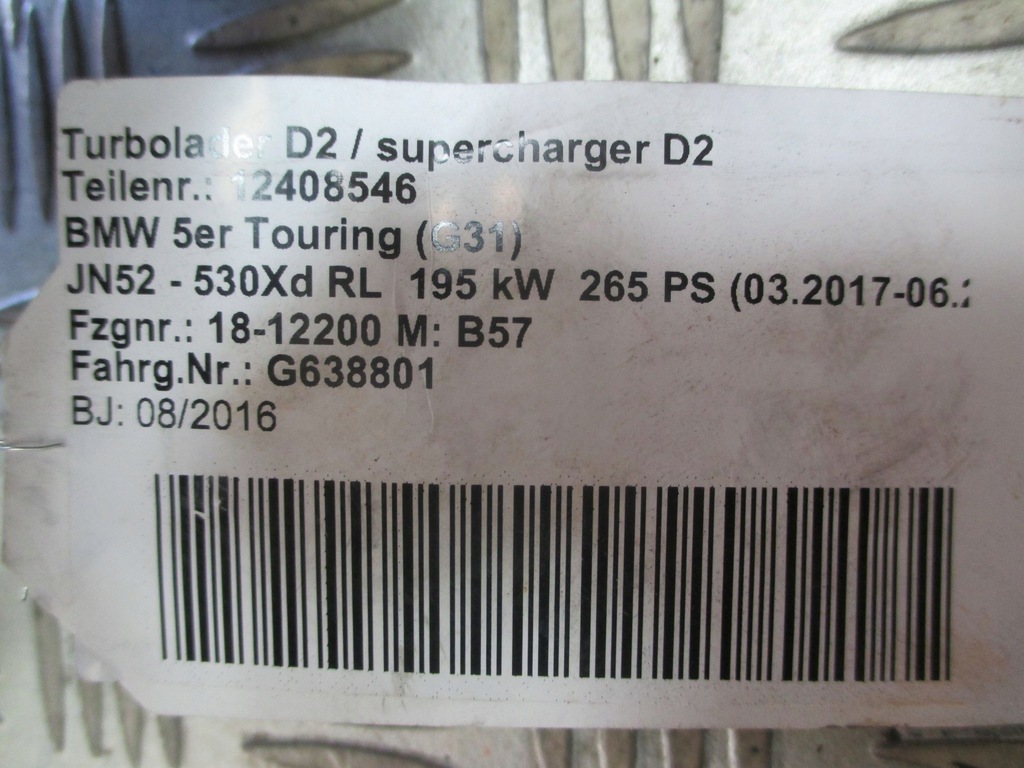 Turbolader D2 / supercharger D2
Teilenr.: 12408546
BMW 5er Touring (G31)
JN52 - 530Xd RL 195 kW 265 PS (03.2017-06.
Fzgnr.: 18-12200 M: B57
Fahrg.Nr.: G638801
BJ: 08/2016